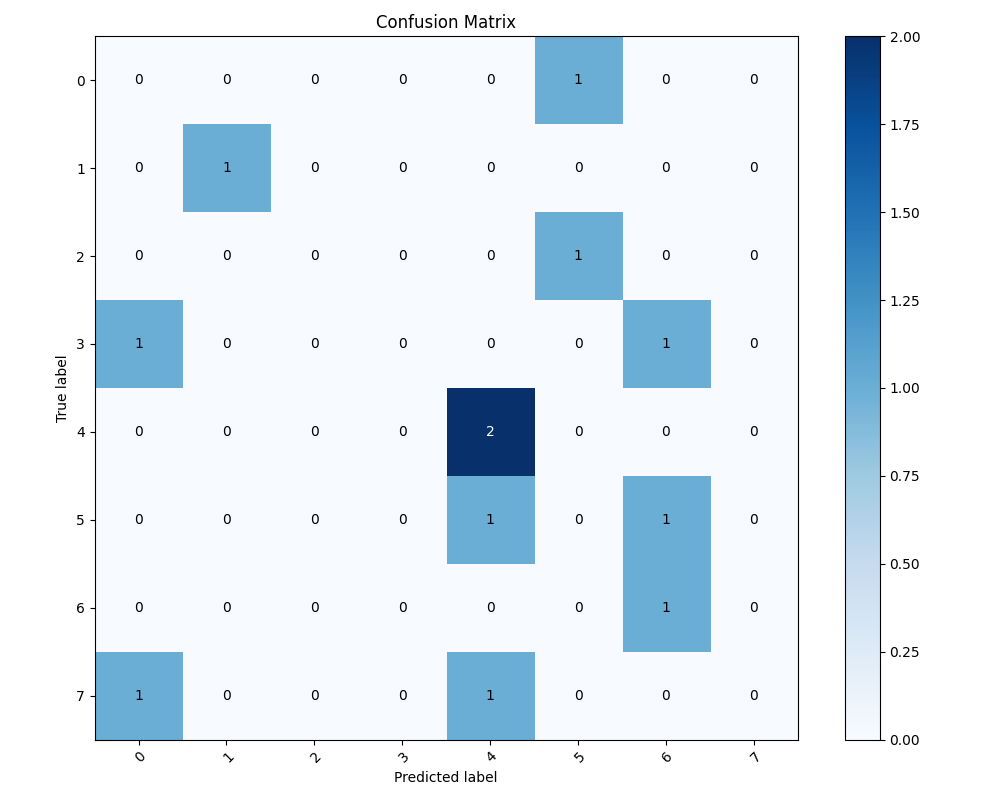 Confusion Matrix
0 0 0 0 0 0 1 0 0
1 0 1 0 0 0 0 0 0
2 0 0 0 0 0 1 0 0
3 1 0 0 0 0 0 1 0
4 0 0 0 0 2 0 0 0
5 0 0 0 0 1 0 1 0
6 0 0 0 0 0 0 1 0
7 1 0 0 0 1 0 0 0
0 1 2 3 4 5 6 7
True label
Predicted label
2.00
1.75
1.50
1.25
1.00
0.75
0.50
0.25
0.00